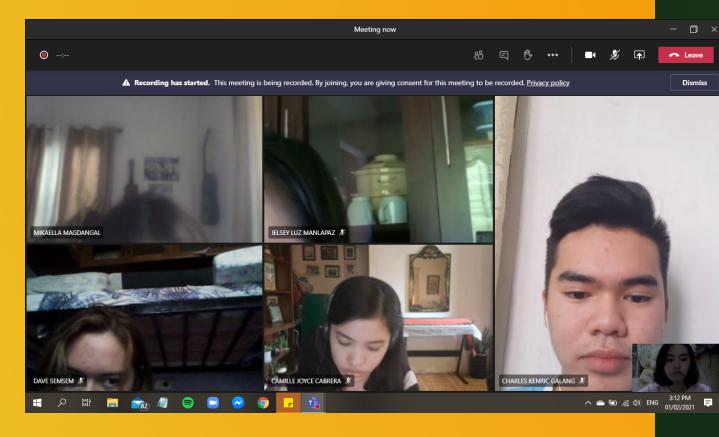 Meeting now
--:--
Leave
Recording has started. This meeting is being recorded. By joining, you are giving consent for this meeting to be recorded. Privacy policy
Dismiss
MIKAELLA MAGDANGAL
JELSEY LUZ MANLAPAZ
DAVE SEMSEM
CAMILLE JOYCE CABRERA
CHARLES KENRIC GALANG
82
ENG
3:12 PM
01/02/2021